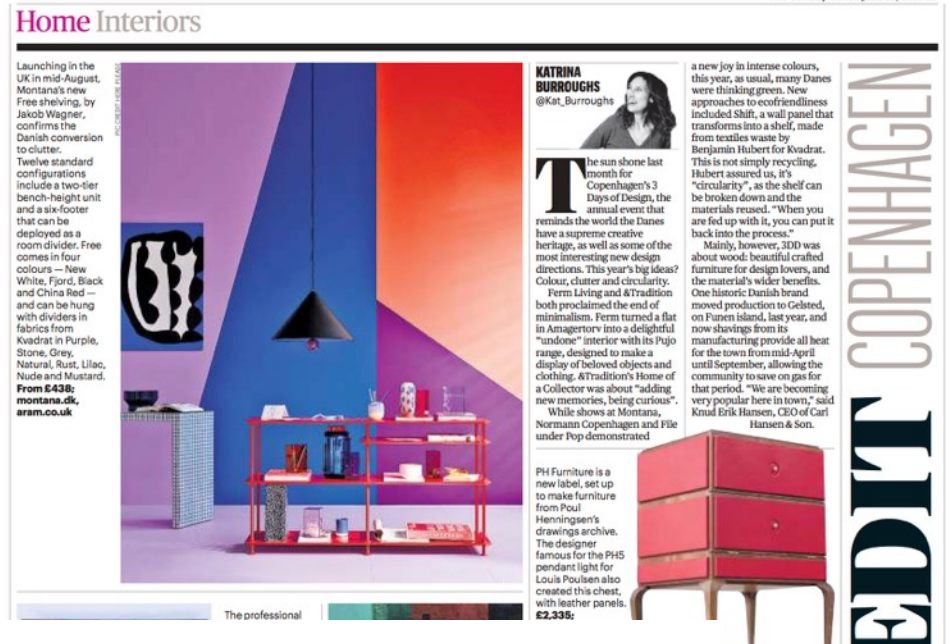 Home Interiors
Launching in the
UK in mid-August,
Montana's new
Free shelving, by
Jakob Wagner,
confirms the
Danish conversion
to clutter.
Twelve standard
configurations
include a two-tier
bench-height unit
and a six-footer
that can be
deployed as a
room divider. Free
comes in four
colours — New
White, Fjord, Black
and China Red —
and can be hung
with dividers in
fabrics from
Kvadrat in Purple,
Stone, Grey,
Natural, Rust, Lilac,
Nude and Mustard.
From £438;
montana.dk,
aram.co.uk
PIC CREDIT HERE PLEASE
KATRINA
BURROUGHS
@Kat_Burroughs
The sun shone last
month for
Copenhagen's 3
Days of Design, the
annual event that
reminds the world the Danes
have a supreme creative
heritage, as well as some of the
most interesting new design
directions. This year's big ideas?
Colour, clutter and circularity.
Ferm Living and &Tradition
both proclaimed the end of
minimalism. Ferm turned a flat
in Amagertorv into a delightful
"undone" interior with its Pujo
range, designed to make a
display of beloved objects and
clothing. &Tradition's Home of
a Collector was about "adding
new memories, being curious".
While shows at Montana,
Normann Copenhagen and File
under Pop demonstrated
a new joy in intense colours,
this year, as usual, many Danes
were thinking green. New
approaches to ecofriendliness
included Shift, a wall panel that
transforms into a shelf, made
from textiles waste by
Benjamin Hubert for Kvadrat.
This is not simply recycling,
Hubert assured us, it's
"circularity", as the shelf can
be broken down and the
materials reused. "When you
are fed up with it, you can put it
back into the process."
Mainly, however, 3DD was
about wood: beautiful crafted
furniture for design lovers, and
the material's wider benefits.
One historic Danish brand
moved production to Gelsted,
on Funen island, last year, and
now shavings from its
manufacturing provide all heat
for the town from mid-April
until September, allowing the
community to save on gas for
that period. "We are becoming
very popular here in town," said
Knud Erik Hansen, CEO of Carl
Hansen & Son.
PH Furniture is a
new label, set up
to make furniture
from Poul
Henningsen's
drawings archive.
The designer
famous for the PH5
pendant light for
Louis Poulsen also
created this chest,
with leather panels.
£2,335;
The professional
EDIT COPENHAGEN